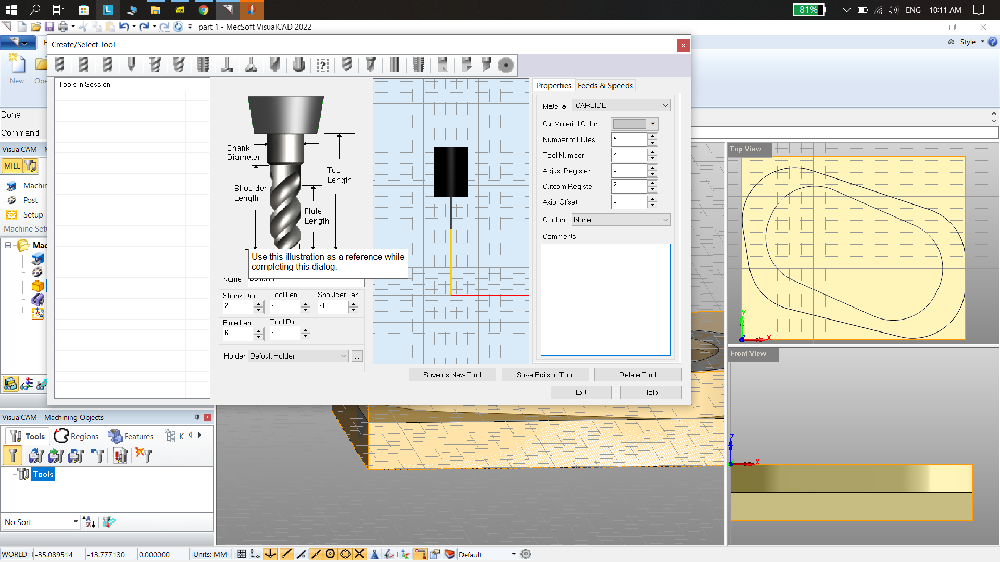 81%
ENG
10:11 AM
part 1 - MecSoft VisualCAD 2022
Create/Select Tool
Style
New
Ope
Tools in Session
Properties
Feeds & Speeds
Material
CARBIDE
Cut Material Color
Number of Flutes
4
Tool Number
2
Adjust Register
2
Cutcom Register
2
Axial Offset
0
Coolant
None
Comments
Shank
Diameter
Tool
Length
Shoulder
Length
Flute
Length
Use this illustration as a reference while
completing this dialog.
Name
Shank Dia.
Tool Len.
Shoulder Len.
2
90
60
Flute Len.
Tool Dia.
60
2
Holder
Default Holder
...
Save as New Tool
Save Edits to Tool
Delete Tool
Exit
Help
Done
Command
VisualCAM - M
MILL
Machin
Post
Setup
Machine Set
Mac
VisualCAM - Machining Objects
Tools
Regions
Features
K-
Tools
No Sort
Top View
Y
Z
X
Front View
Z
Y
X
WORLD
-35.089514
-13.777130
0.000000
Units: MM
Default